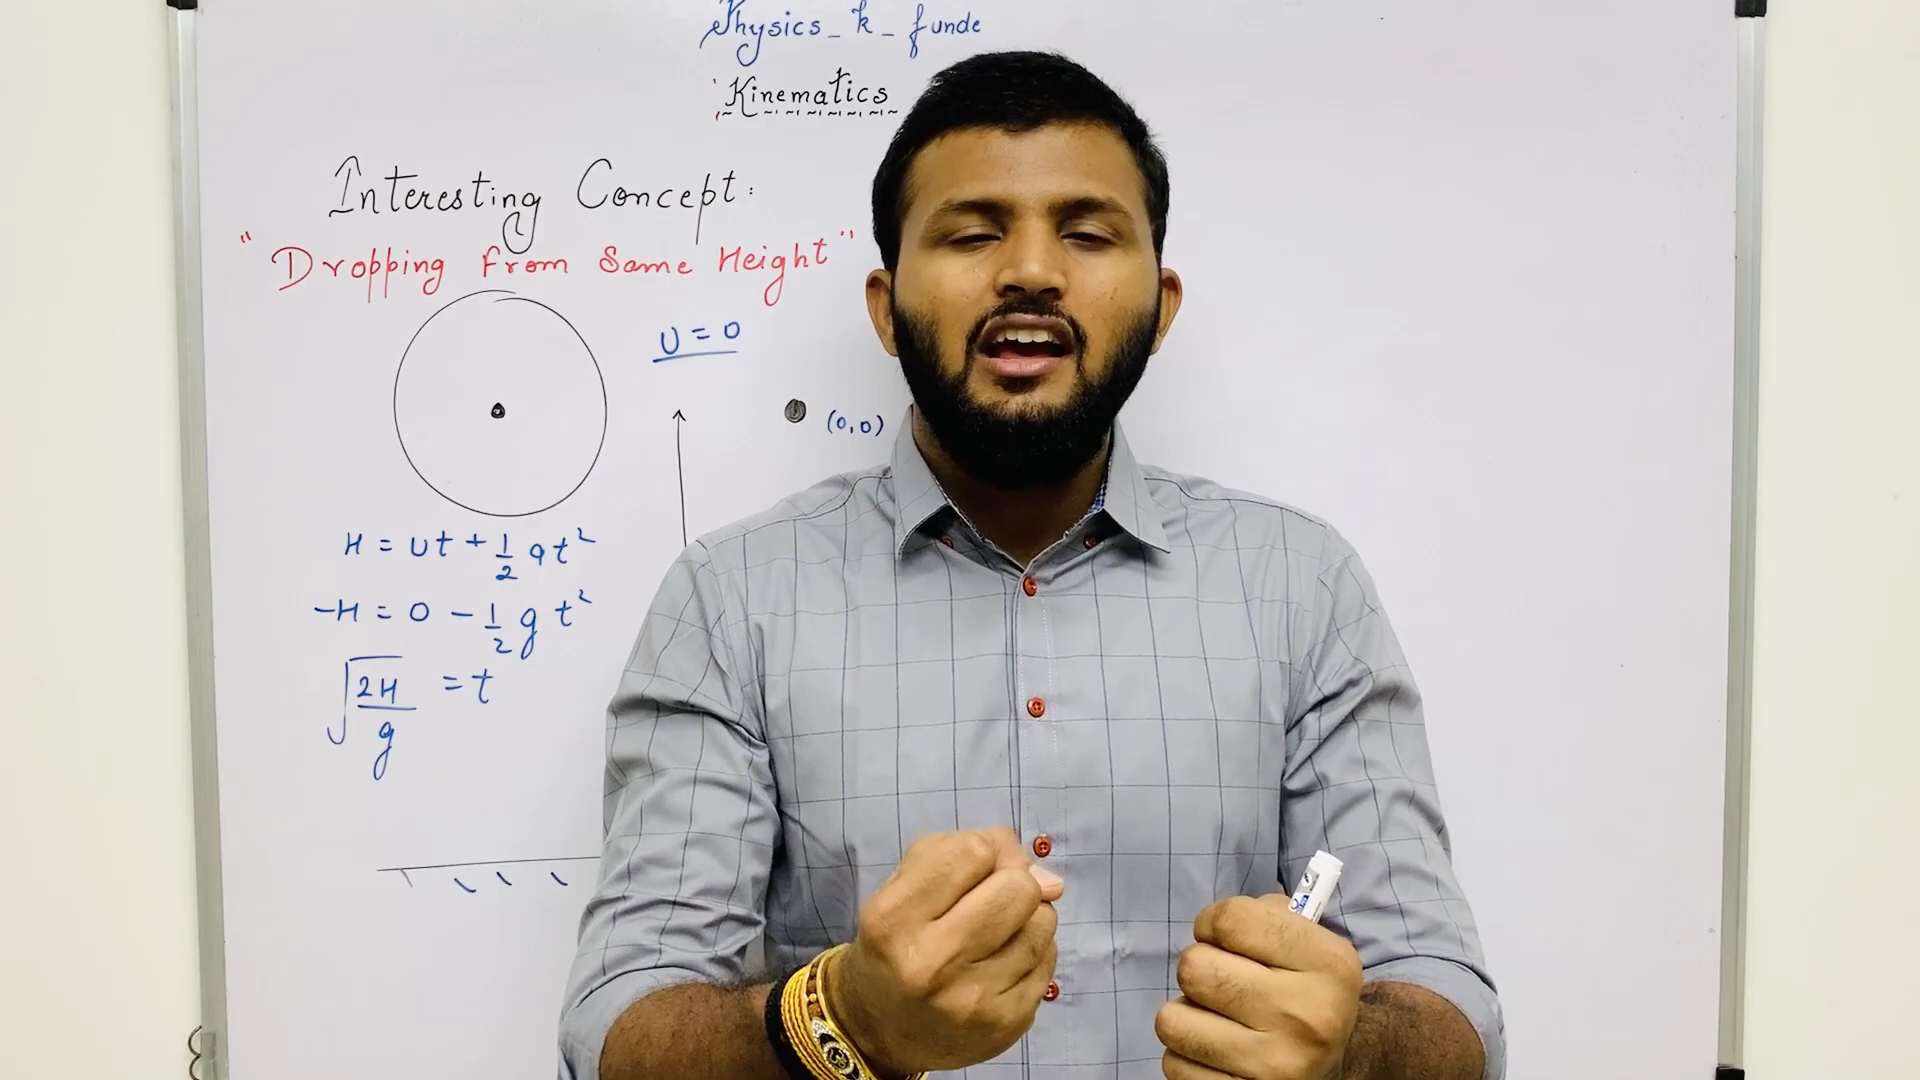 Physics_k_funde
Kinematics
Interesting Concept:
"Dropping from Same Height"
U = 0
(0,0)
H = ut + 1/2 at²
-H = 0 - 1/2 g t²
√(2H/g) = t